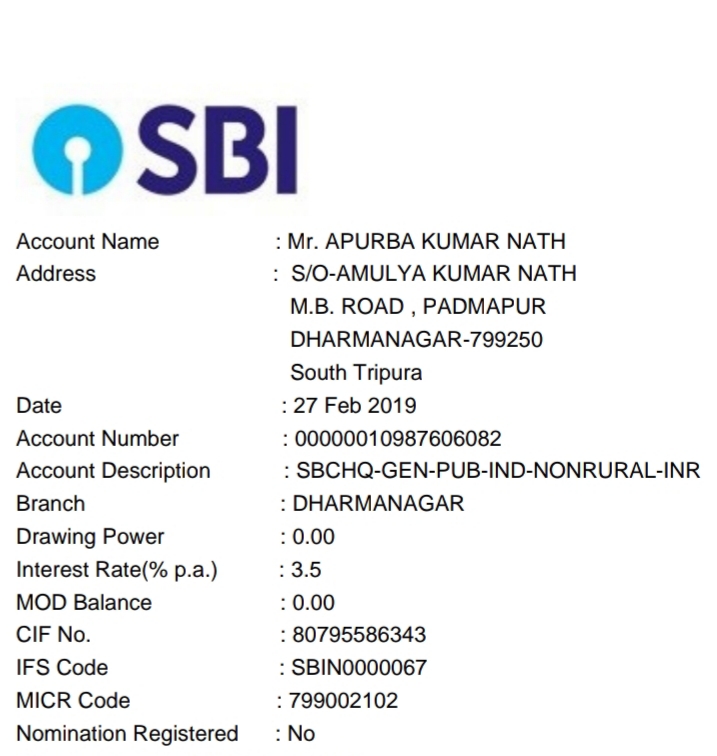 SBI
Account Name : Mr. APURBA KUMAR NATH
Address : S/O-AMULYA KUMAR NATH
M.B. ROAD , PADMAPUR
DHARMANAGAR-799250
South Tripura
Date : 27 Feb 2019
Account Number : 00000010987606082
Account Description : SBCHQ-GEN-PUB-IND-NONRURAL-INR
Branch : DHARMANAGAR
Drawing Power : 0.00
Interest Rate(% p.a.) : 3.5
MOD Balance : 0.00
CIF No. : 80795586343
IFS Code : SBIN0000067
MICR Code : 799002102
Nomination Registered : No